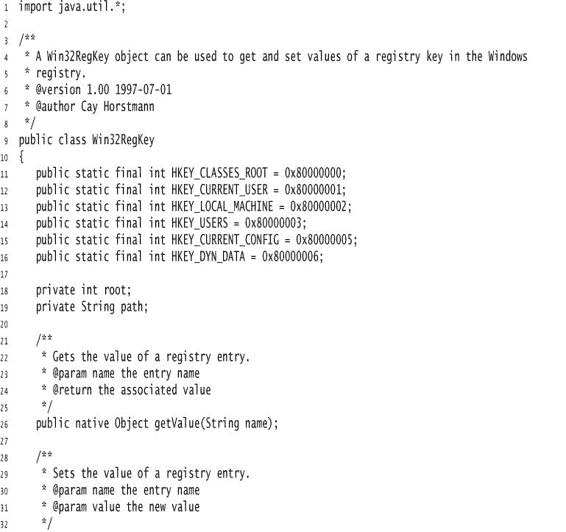 1 import java.util.*;
2
3 /**
4  * A Win32RegKey object can be used to get and set values of a registry key in the Windows
5  * registry.
6  * @version 1.00 1997-07-01
7  * @author Cay Horstmann
8  */
9 public class Win32RegKey
10 {
11    public static final int HKEY_CLASSES_ROOT = 0x80000000;
12    public static final int HKEY_CURRENT_USER = 0x80000001;
13    public static final int HKEY_LOCAL_MACHINE = 0x80000002;
14    public static final int HKEY_USERS = 0x80000003;
15    public static final int HKEY_CURRENT_CONFIG = 0x80000005;
16    public static final int HKEY_DYN_DATA = 0x80000006;
17
18    private int root;
19    private String path;
20
21    /**
22     * Gets the value of a registry entry.
23     * @param name the entry name
24     * @return the associated value
25     */
26    public native Object getValue(String name);
27
28    /**
29     * Sets the value of a registry entry.
30     * @param name the entry name
31     * @param value the new value
32     */